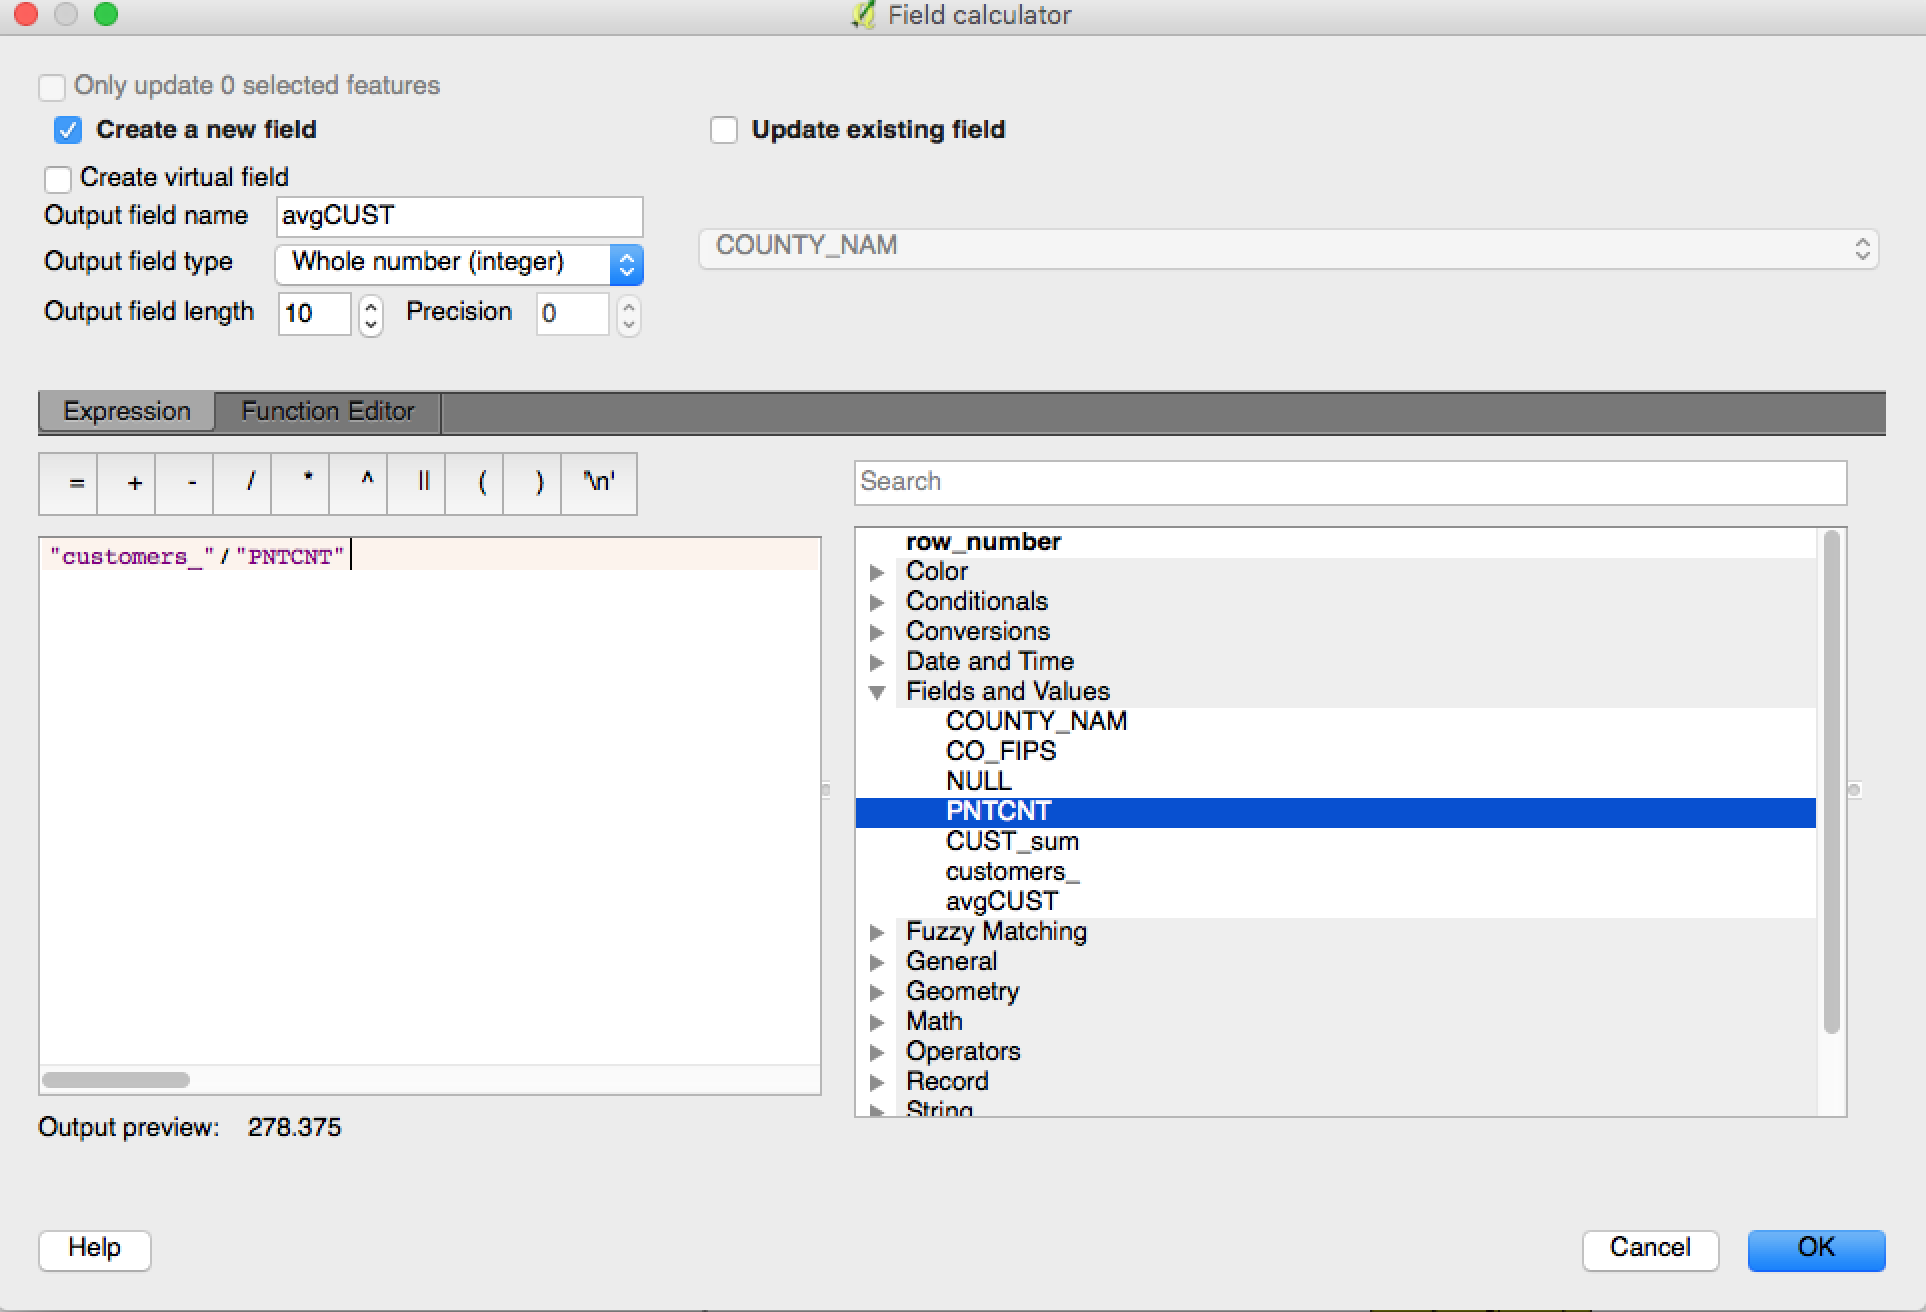 Field calculator
Only update 0 selected features
Create a new field
Update existing field
Create virtual field
Output field name avgCUST
COUNTY_NAM
Output field type Whole number (integer)
Output field length 10 Precision 0
Expression Function Editor
= + - / * ^ || ( ) '\n'
Search
"customers_" / "PNTCNT"
row_number
Color
Conditionals
Conversions
Date and Time
Fields and Values
COUNTY_NAM
CO_FIPS
NULL
PNTCNT
CUST_sum
customers_
avgCUST
Fuzzy Matching
General
Geometry
Math
Operators
Record
String
Output preview: 278.375
Help Cancel OK